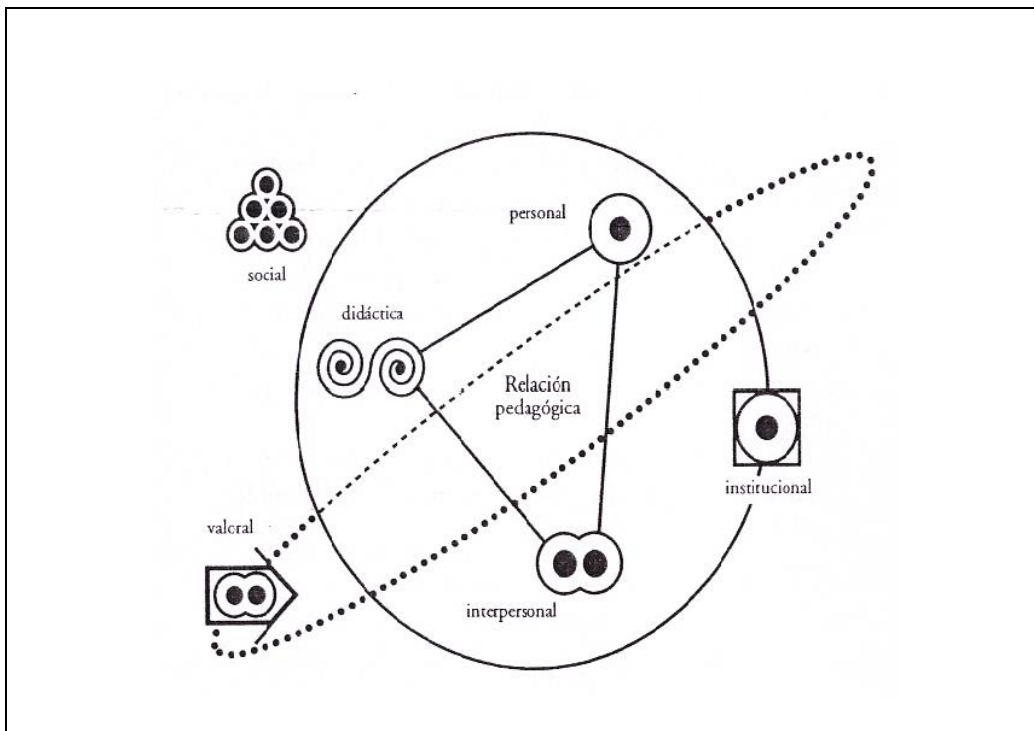 personal
social
didáctica
Relación
pedagógica
institucional
valoral
interpersonal